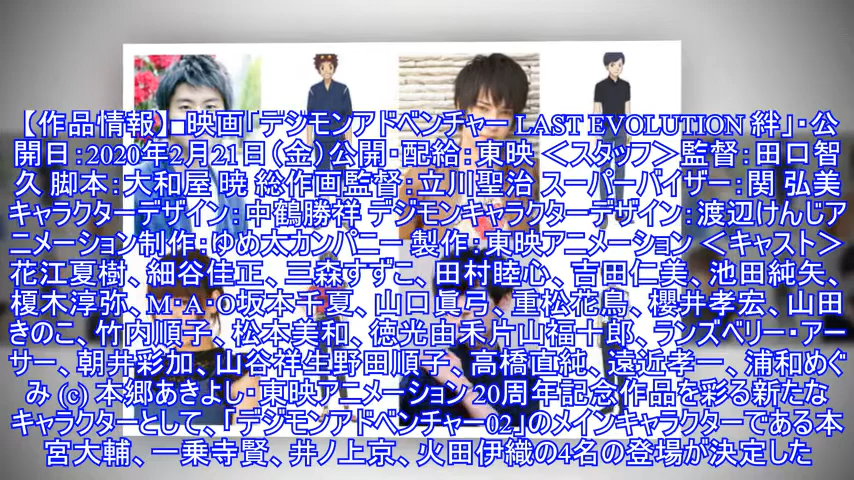 【作品情報】■映画「デジモンアドベンチャー LAST EVOLUTION 絆」・公
開日：2020年2月21日（金）公開・配給：東映 ＜スタッフ＞監督：田口智
久 脚本：大和屋 暁 総作画監督：立川聖治 スーパーバイザー：関 弘美
キャラクターデザイン：中鶴勝祥 デジモンキャラクターデザイン：渡辺けんじア
ニメーション制作：ゆめ太カンパニー 製作：東映アニメーション ＜キャスト＞
花江夏樹、細谷佳正、三森すずこ、田村睦心、吉田仁美、池田純矢、
榎木淳弥、M・A・O坂本千夏、山口眞弓、重松花鳥、櫻井孝宏、山田
きのこ、竹内順子、松本美和、徳光由禾片山福十郎、ランズベリー・アー
サー、朝井彩加、山谷祥生野田順子、高橋直純、遠近孝一、浦和めぐ
み (c) 本郷あきよし・東映アニメーション 20周年記念作品を彩る新たな
キャラクターとして、「デジモンアドベンチャー02」のメインキャラクターである本
宮大輔、一乗寺賢、井ノ上京、火田伊織の4名の登場が決定した